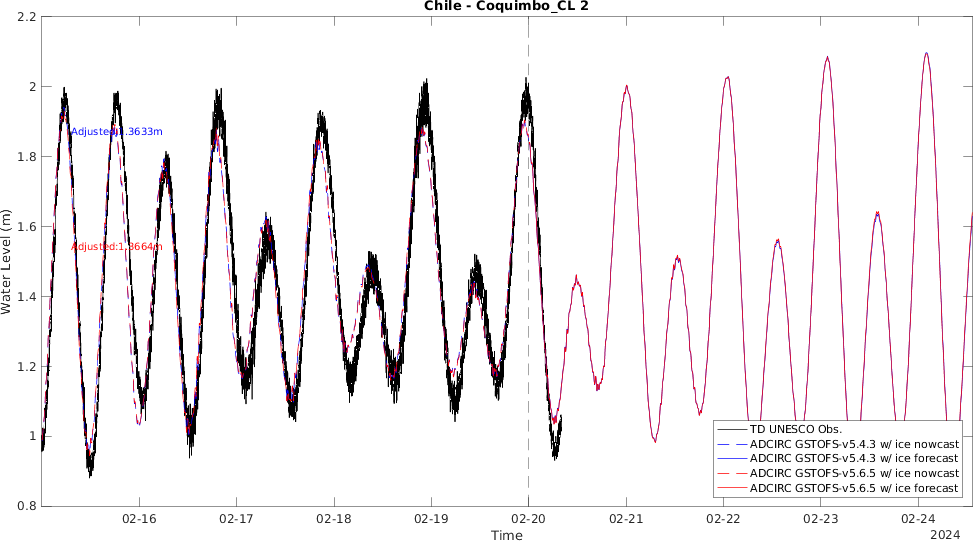 Chile - Coquimbo_CL 2
2.2
2
1.8
1.6
1.4
1.2
1
0.8
Water Level (m)
Adjusted:1.3633m
Adjusted:1.3664m
TD UNESCO Obs.
ADCIRC GSTOFS-v5.4.3 w/ ice nowcast
ADCIRC GSTOFS-v5.4.3 w/ ice forecast
ADCIRC GSTOFS-v5.6.5 w/ ice nowcast
ADCIRC GSTOFS-v5.6.5 w/ ice forecast
02-16 02-17 02-18 02-19 02-20 02-21 02-22 02-23 02-24
Time
2024